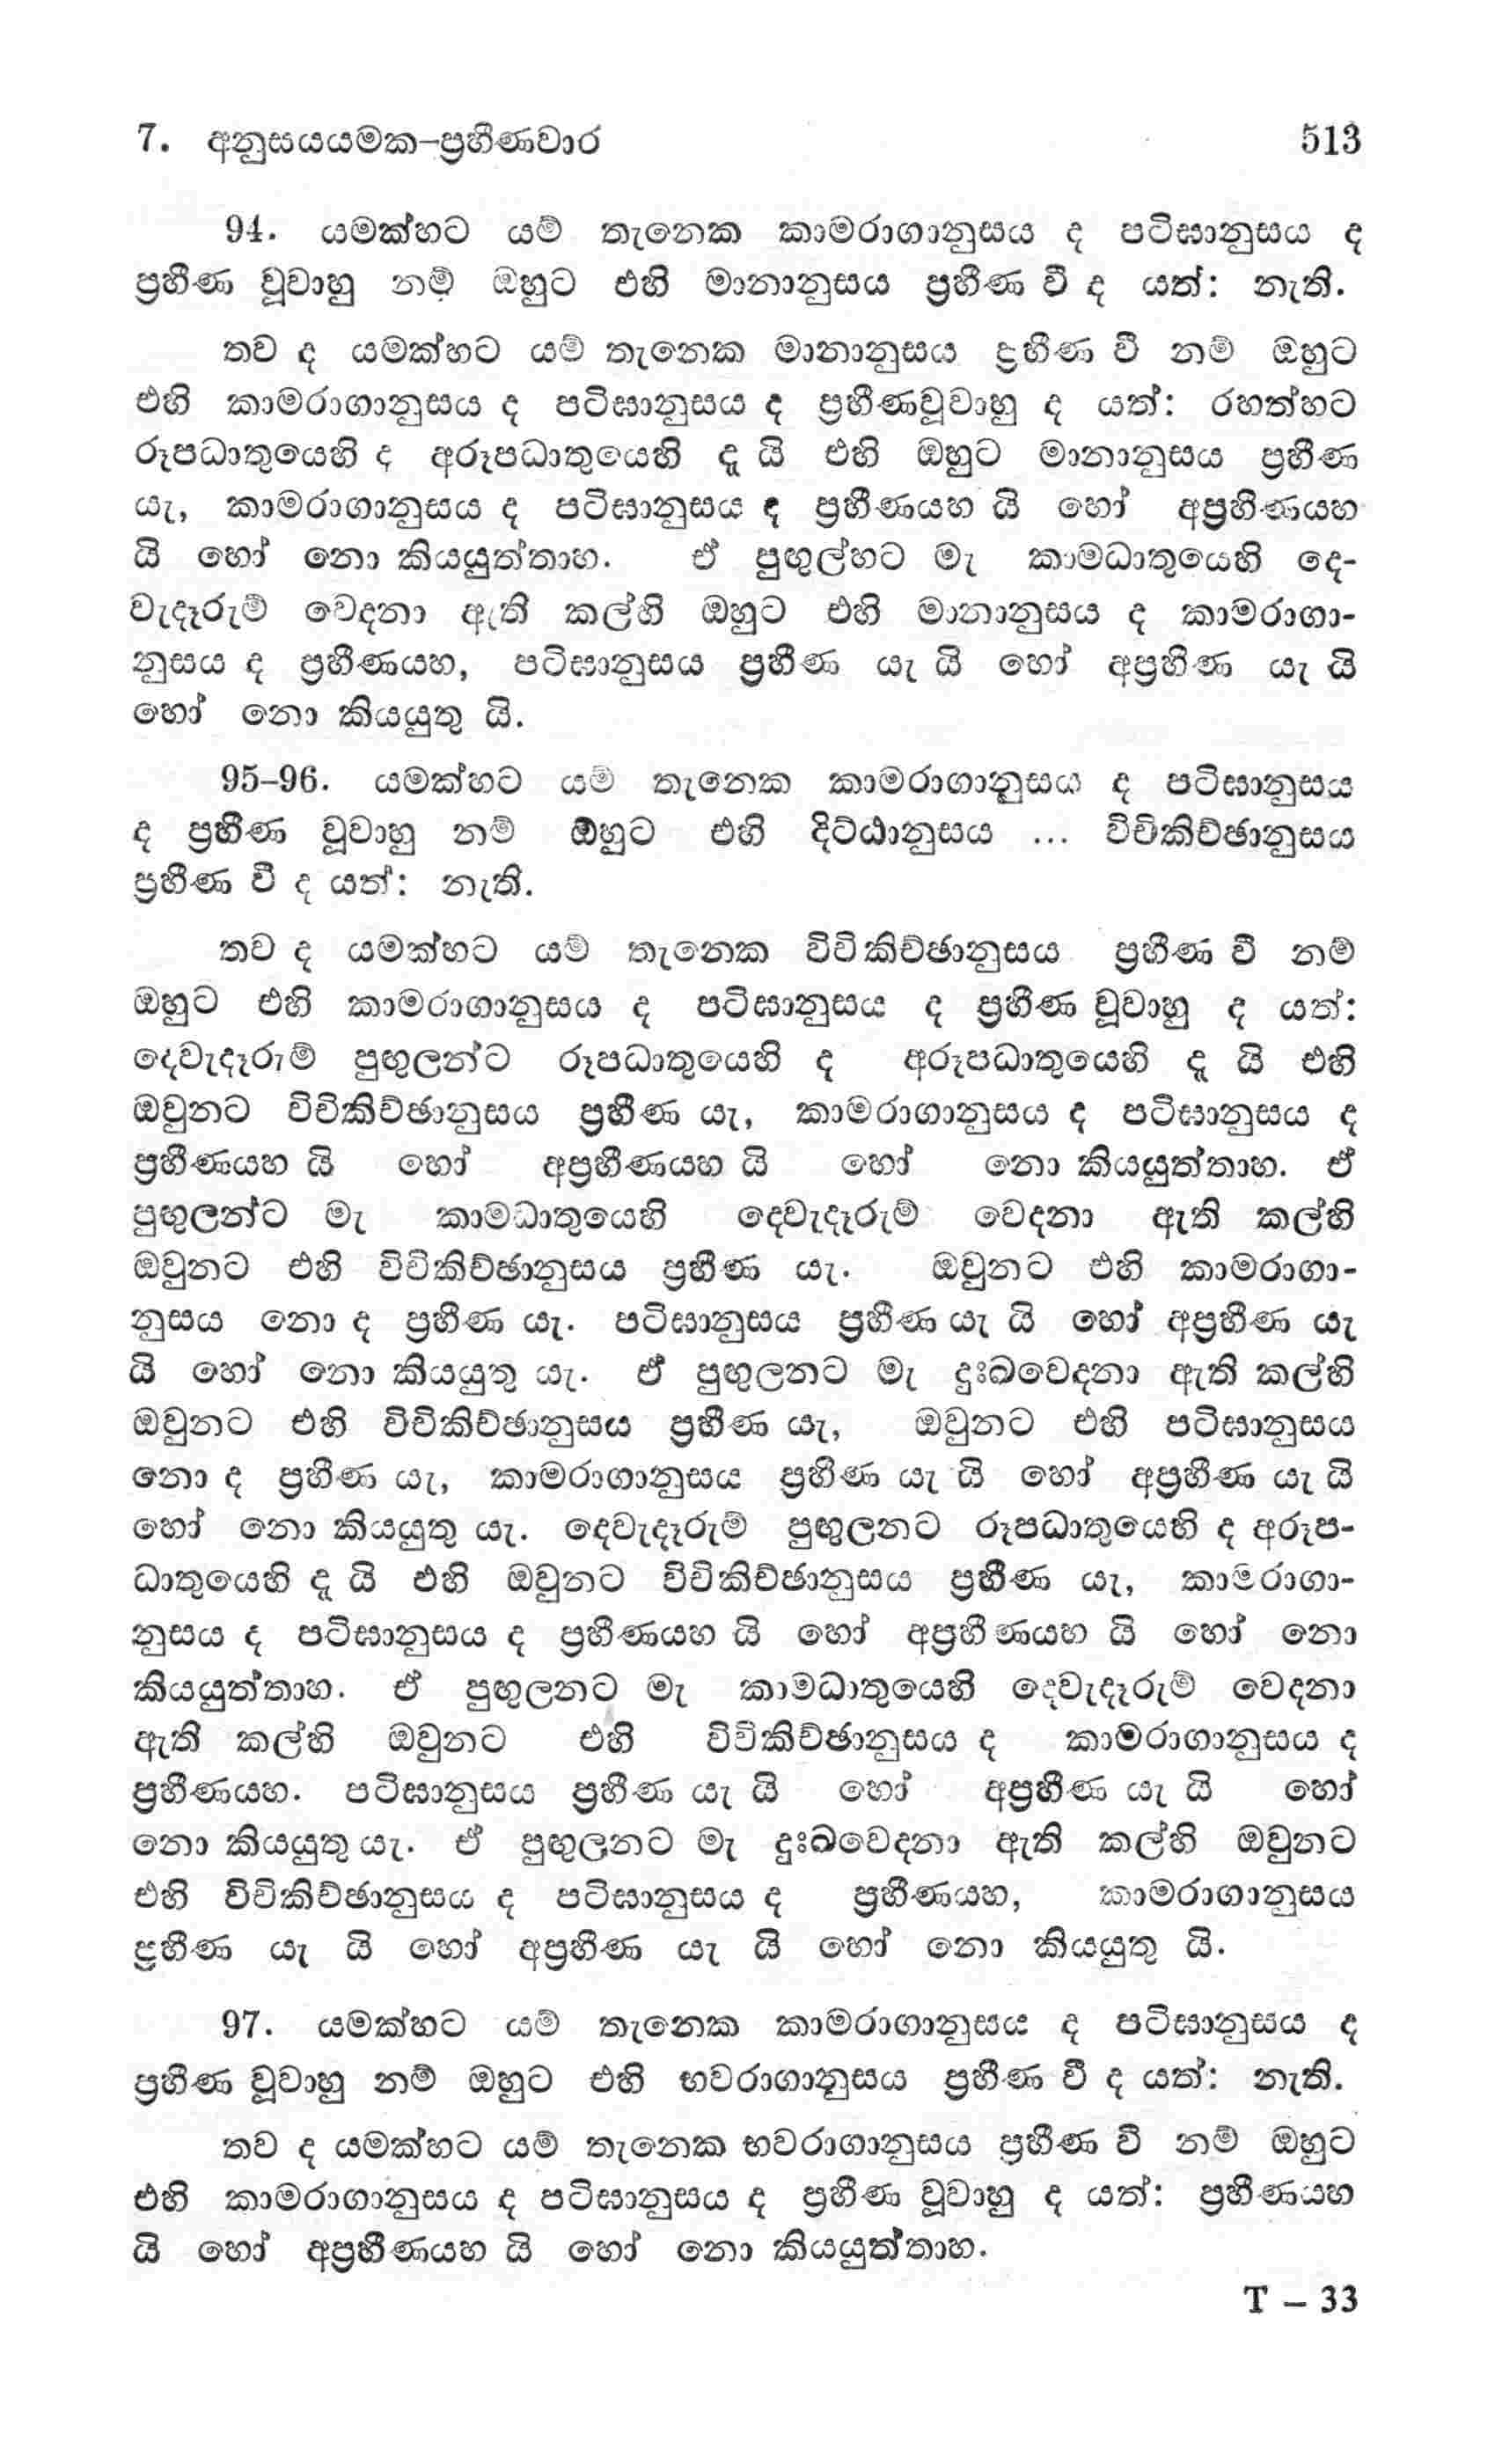 7. අනුසයයමක–ප්‍රහීණවාර 513
94. යමක්හට යම් තැනෙක කාමරාගානුසය ද පටිඝානුසය ද
ප්‍රහීණ වූවාහු නම් ඔහුට එහි මානානුසය ප්‍රහීණ වී ද යත්: නැති.
තව ද යමක්හට යම් තැනෙක මානානුසය ප්‍රහීණ වී නම් ඔහුට
එහි කාමරාගානුසය ද පටිඝානුසය ද ප්‍රහීණවූවාහු ද යත්: රහත්හට
රූපධාතුයෙහි ද අරූපධාතුයෙහි දැ යි එහි ඔහුට මානානුසය ප්‍රහීණ
යැ, කාමරාගානුසය ද පටිඝානුසය ද ප්‍රහීණයහ යි හෝ අප්‍රහීණයහ
යි හෝ නො කියයුත්තාහ. ඒ පුඟුල්හට මැ කාමධාතුයෙහි දෙ-
වැදෑරුම් වෙදනා ඇති කල්හි ඔහුට එහි මානානුසය ද කාමරාගා-
නුසය ද ප්‍රහීණයහ, පටිඝානුසය ප්‍රහීණ යැ යි හෝ අප්‍රහීණ යැ යි
හෝ නො කියයුතු යි.
95–96. යමක්හට යම් තැනෙක කාමරාගානුසය ද පටිඝානුසය
ද ප්‍රහීණ වූවාහු නම් ඔහුට එහි දිට්ඨානුසය ... විචිකිච්ඡානුසය
ප්‍රහීණ වී ද යත්: නැති.
තව ද යමක්හට යම් තැනෙක විචිකිච්ඡානුසය ප්‍රහීණ වී නම්
ඔහුට එහි කාමරාගානුසය ද පටිඝානුසය ද ප්‍රහීණ වූවාහු ද යත්:
දෙවැදෑරුම් පුඟුලන්ට රූපධාතුයෙහි ද අරූපධාතුයෙහි දැ යි එහි
ඔවුනට විචිකිච්ඡානුසය ප්‍රහීණ යැ, කාමරාගානුසය ද පටිඝානුසය ද
ප්‍රහීණයහ යි හෝ අප්‍රහීණයහ යි හෝ නො කියයුත්තාහ. ඒ
පුඟුලන්ට මැ කාමධාතුයෙහි දෙවැදෑරුම් වෙදනා ඇති කල්හි
ඔවුනට එහි විචිකිච්ඡානුසය ප්‍රහීණ යැ. ඔවුනට එහි කාමරාගා-
නුසය නො ද ප්‍රහීණ යැ. පටිඝානුසය ප්‍රහීණ යැ යි හෝ අප්‍රහීණ යැ
යි හෝ නො කියයුතු යැ. ඒ පුඟුලනට මැ දුඃඛවෙදනා ඇති කල්හි
ඔවුනට එහි විචිකිච්ඡානුසය ප්‍රහීණ යැ, ඔවුනට එහි පටිඝානුසය
නො ද ප්‍රහීණ යැ, කාමරාගානුසය ප්‍රහීණ යැ යි හෝ අප්‍රහීණ යැ යි
හෝ නො කියයුතු යැ. දෙවැදෑරුම් පුඟුලනට රූපධාතුයෙහි ද අරූප-
ධාතුයෙහි දැ යි එහි ඔවුනට විචිකිච්ඡානුසය ප්‍රහීණ යැ, කාමරාගා-
නුසය ද පටිඝානුසය ද ප්‍රහීණයහ යි හෝ අප්‍රහීණයහ යි හෝ නො
කියයුත්තාහ. ඒ පුඟුලනට මැ කාමධාතුයෙහි දෙවැදෑරුම් වෙදනා
ඇති කල්හි ඔවුනට එහි විචිකිච්ඡානුසය ද කාමරාගානුසය ද
ප්‍රහීණයහ. පටිඝානුසය ප්‍රහීණ යැ යි හෝ අප්‍රහීණ යැ යි හෝ
නො කියයුතු යැ. ඒ පුඟුලනට මැ දුඃඛවෙදනා ඇති කල්හි ඔවුනට
එහි විචිකිච්ඡානුසය ද පටිඝානුසය ද ප්‍රහීණයහ, කාමරාගානුසය
ප්‍රහීණ යැ යි හෝ අප්‍රහීණ යැ යි හෝ නො කියයුතු යි.
97. යමක්හට යම් තැනෙක කාමරාගානුසය ද පටිඝානුසය ද
ප්‍රහීණ වූවාහු නම් ඔහුට එහි භවරාගානුසය ප්‍රහීණ වී ද යත්: නැති.
තව ද යමක්හට යම් තැනෙක භවරාගානුසය ප්‍රහීණ වී නම් ඔහුට
එහි කාමරාගානුසය ද පටිඝානුසය ද ප්‍රහීණ වූවාහු ද යත්: ප්‍රහීණයහ
යි හෝ අප්‍රහීණයහ යි හෝ නො කියයුත්තාහ.
T – 33